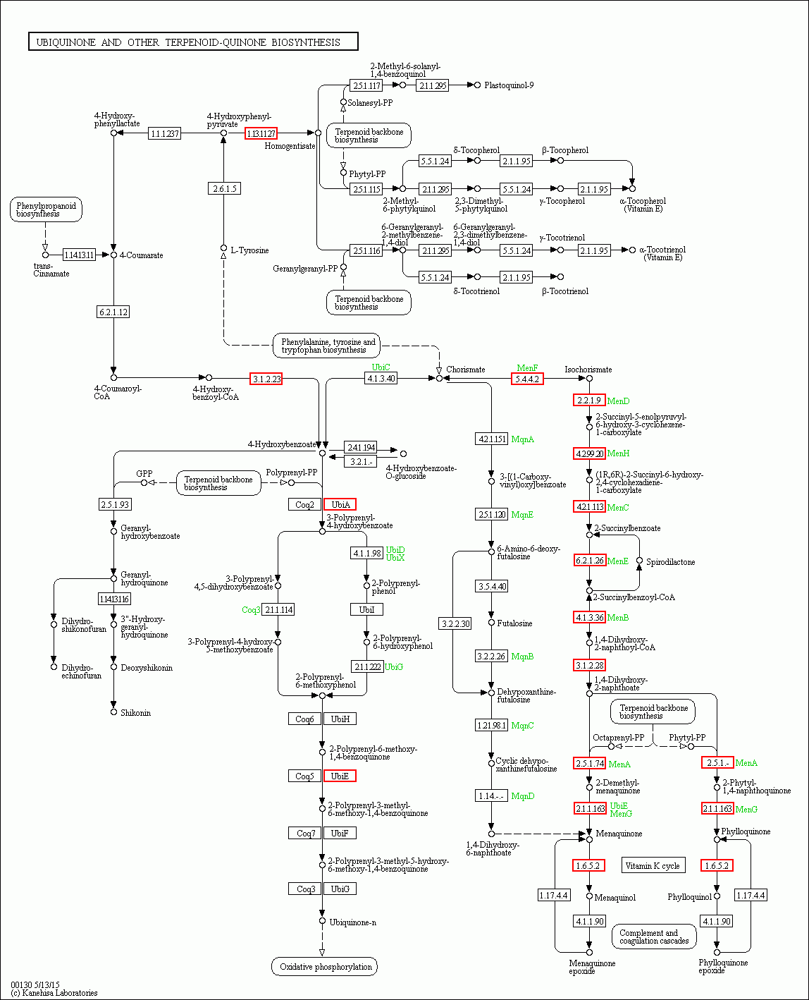 UBIQUINONE AND OTHER TERPENOID-QUINONE BIOSYNTHESIS
2-Methyl-6-solanyl-
1,4-benzoquinol
2.5.1.117
2.1.1.295
Plastoquinol-9
Solanesyl-PP
4-Hydroxy-
phenyllactate
4-Hydroxyphenyl-
pyruvate
1.1.1.237
1.13.11.27
Homogentisate
Terpenoid backbone
biosynthesis
δ-Tocopherol
β-Tocopherol
5.5.1.24
2.1.1.95
Phytyl-PP
2.6.1.5
2.5.1.115
2.1.1.295
5.5.1.24
2.1.1.95
2-Methyl-
6-phytylquinol
2,3-Dimethyl-
5-phytylquinol
γ-Tocopherol
α-Tocopherol
(Vitamin E)
Phenylpropanoid
biosynthesis
6-Geranylgeranyl-
2-methylbenzene-
1,4-diol
6-Geranylgeranyl-
2,3-dimethylbenzene-
1,4-diol
γ-Tocotrienol
1.14.13.11
4-Coumarate
L-Tyrosine
2.5.1.116
2.1.1.295
5.5.1.24
2.1.1.95
α-Tocotrienol
(Vitamin E)
trans-
Cinnamate
Geranylgeranyl-PP
5.5.1.24
2.1.1.95
δ-Tocotrienol
β-Tocotrienol
Terpenoid backbone
biosynthesis
6.2.1.12
Phenylalanine, tyrosine and
tryptophan biosynthesis
UbiC
Chorismate
MenF
Isochorismate
3.1.2.23
4.1.3.40
5.4.4.2
4-Coumaroyl-
CoA
4-Hydroxy-
benzoyl-CoA
2.2.1.9
MenD
2-Succinyl-5-enolpyruvyl-
6-hydroxy-3-cyclohexene-
1-carboxylate
4.2.1.151
MqnA
4-Hydroxybenzoate
2.4.1.194
3.2.1.-
4-Hydroxybenzoate-
O-glucoside
4.2.99.20
MenH
GPP
Terpenoid backbone
biosynthesis
Polyprenyl-PP
3-[(1-Carboxy-
vinyl)oxy]benzoate
(1R,6R)-2-Succinyl-6-hydroxy-
2,4-cyclohexadiene-
1-carboxylate
2.5.1.93
Coq2
UbiA
2.5.1.120
MqnE
4.2.1.113
MenC
3-Polyprenyl-
4-hydroxybenzoate
Geranyl-
hydroxybenzoate
2-Succinylbenzoate
4.1.1.98
UbiD
UbiX
6-Amino-6-deoxy-
futalosine
6.2.1.26
MenE
Spirodilactone
Geranyl-
hydroquinone
3-Polyprenyl-
4,5-dihydroxybenzoate
2-Polyprenyl-
phenol
3.5.4.40
2-Succinylbenzoyl-CoA
1.14.13.116
Coq3
2.1.1.114
UbiI
Dihydro-
shikonofuran
3"-Hydroxy-
geranyl-
hydroquinone
3.2.2.30
Futalosine
4.1.3.36
MenB
3-Polyprenyl-4-hydroxy-
5-methoxybenzoate
2-Polyprenyl-
6-hydroxyphenol
1,4-Dihydroxy-
2-naphthoyl-CoA
Dihydro-
echinofuran
Deoxyshikonin
2.1.1.222
UbiG
3.2.2.26
MqnB
3.1.2.28
2-Polyprenyl-
6-methoxyphenol
Dehypoxanthine-
futalosine
1,4-Dihydroxy-
2-naphthoate
Shikonin
Terpenoid backbone
biosynthesis
Coq6
UbiH
1.21.98.1
MqnC
Octaprenyl-PP
Phytyl-PP
2-Polyprenyl-6-methoxy-
1,4-benzoquinone
Cyclic dehypo-
xanthinefutalosine
2.5.1.74
MenA
2.5.1.-
MenA
Coq5
UbiE
2-Demethyl-
menaquinone
2-Phytyl-
1,4-naphthoquinone
1.14.-.-
MqnD
2-Polyprenyl-3-methyl-
6-methoxy-1,4-benzoquinone
2.1.1.163
UbiE
MenG
2.1.1.163
MenG
Coq7
UbiF
1,4-Dihydroxy-
6-naphthoate
Menaquinone
Phylloquinone
2-Polyprenyl-3-methyl-5-hydroxy-
6-methoxy-1,4-benzoquinone
1.6.5.2
Vitamin K cycle
1.6.5.2
Coq3
UbiG
1.17.4.4
Menaquinol
Phylloquinol
1.17.4.4
Ubiquinone-n
4.1.1.90
4.1.1.90
Complement and
coagulation cascades
Oxidative phosphorylation
Menaquinone
epoxide
Phylloquinone
epoxide
00130 5/13/15
(c) Kanehisa Laboratories